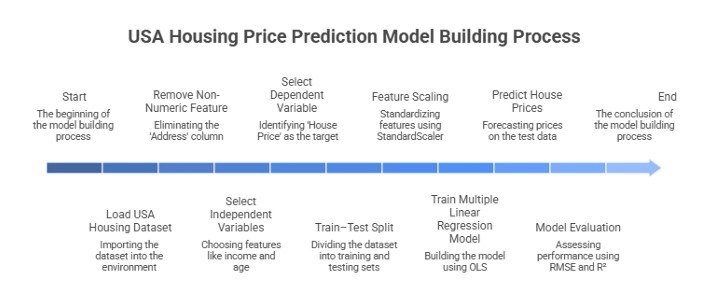 USA Housing Price Prediction Model Building Process
Start
The beginning of
the model building
process
Load USA
Housing Dataset
Importing the
dataset into the
environment
Remove Non-
Numeric Feature
Eliminating the
'Address' column
Select
Independent
Variables
Choosing features
like income and
age
Select
Dependent
Variable
Identifying 'House
Price' as the target
Train–Test Split
Dividing the dataset
into training and
testing sets
Feature Scaling
Standardizing
features using
StandardScaler
Train Multiple
Linear
Regression
Model
Building the model
using OLS
Predict House
Prices
Forecasting prices
on the test data
Model Evaluation
Assessing
performance using
RMSE and R²
End
The conclusion of
the model building
process